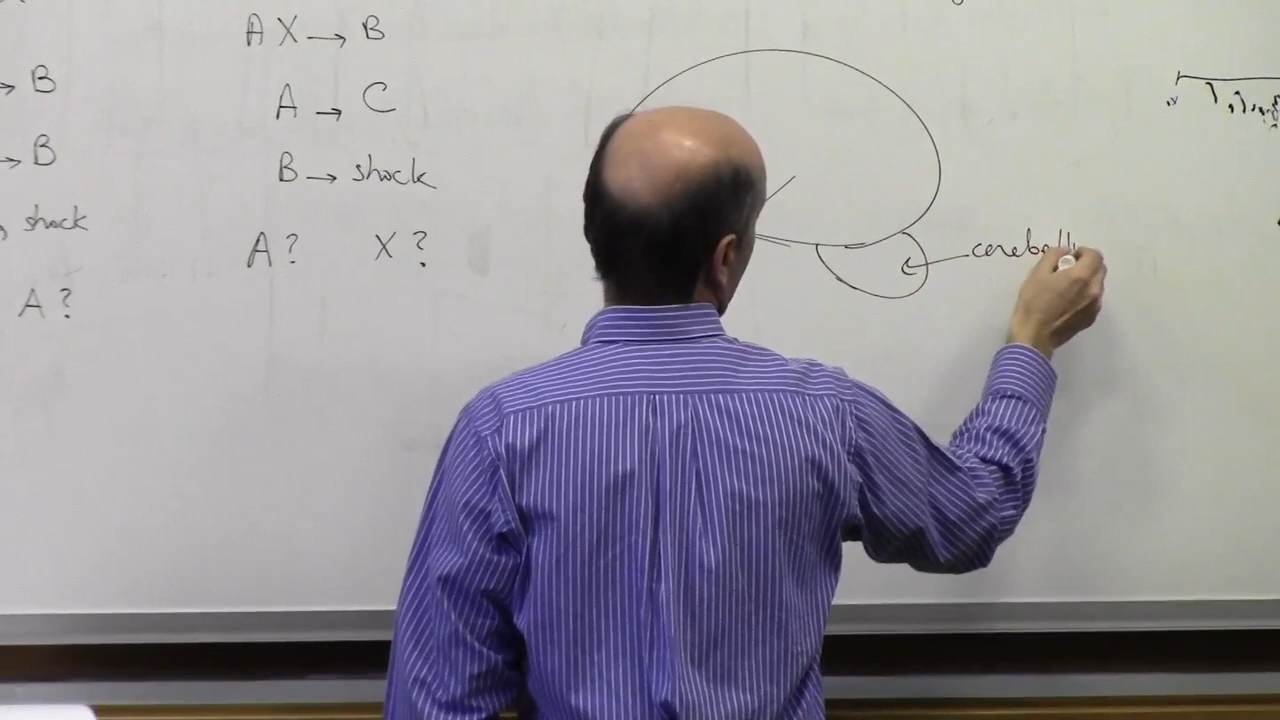 → B
→ B
shock
A ?
A X → B
A → C
B → shock
A ? X ?
cerebell